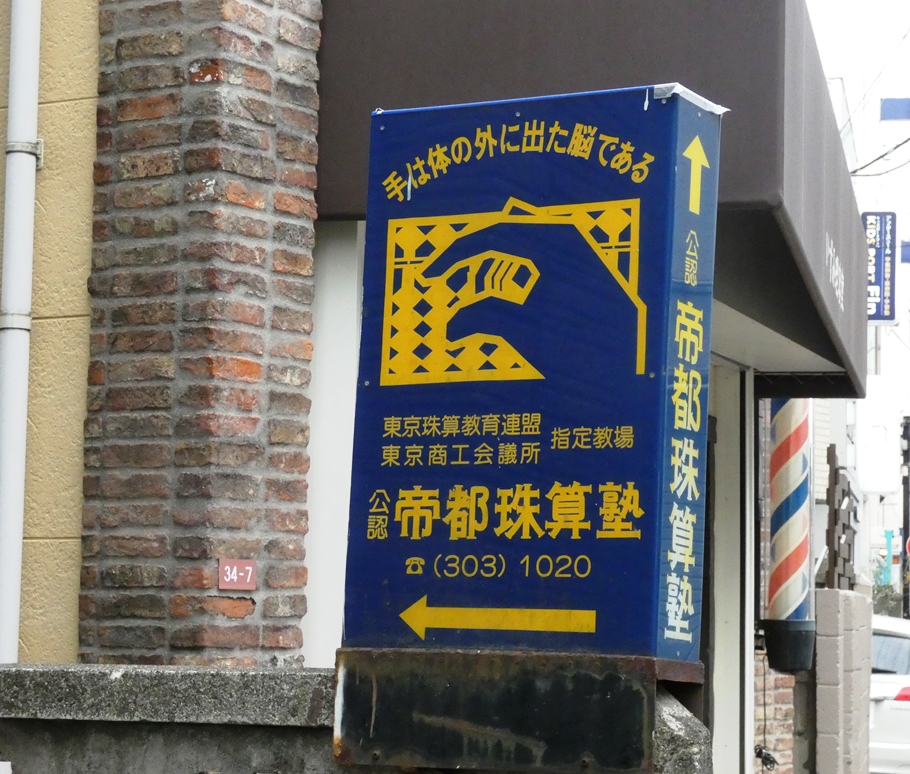 手は体の外に出た脳である
東京珠算教育連盟
東京商工会議所
指定教場
公認
帝都珠算塾
☎(303)1020
公認
帝都珠算塾
34-7